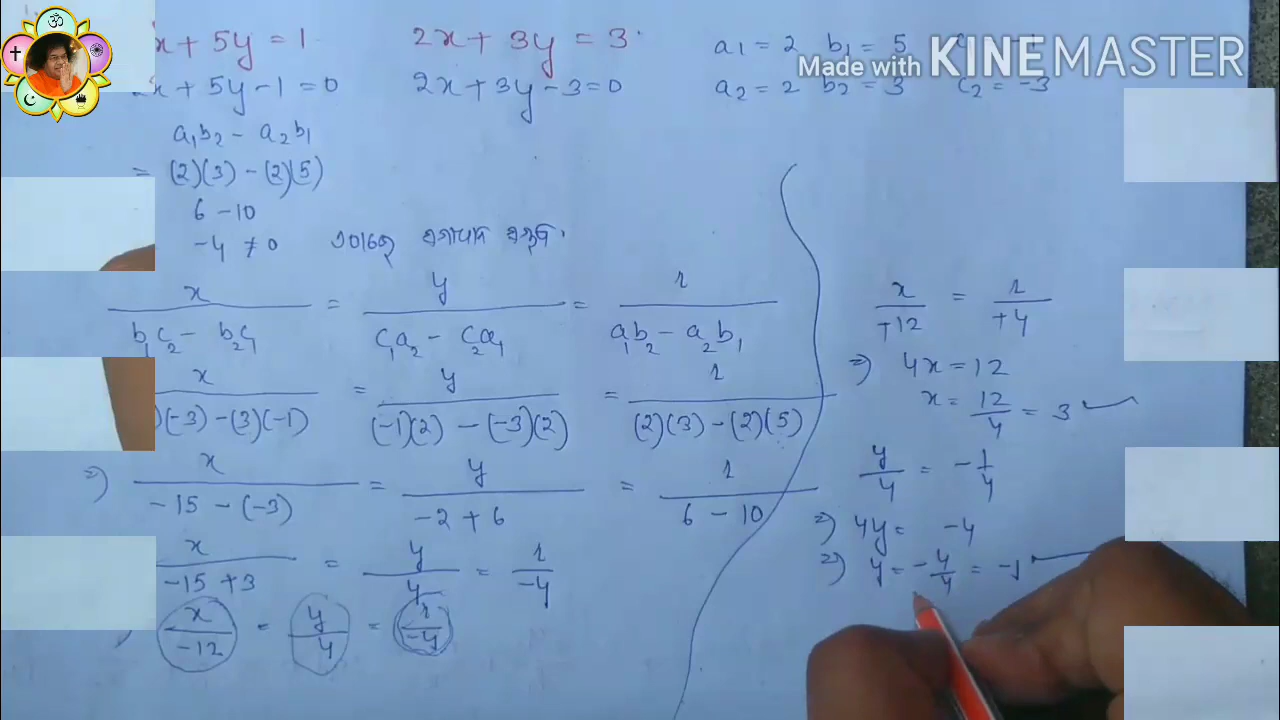 x + 5y = 1
2x + 3y = 3
a₁ = 2 b₁ = 5
Made with KINEMASTER
x + 5y - 1 = 0
2x + 3y - 3 = 0
a₂ = 2 b₂ = 3 c₂ = -3
a₁b₂ - a₂b₁
= (2)(3) - (2)(5)
6 - 10
-4 ≠ 0
x/(b₁c₂ - b₂c₁) = y/(c₁a₂ - c₂a₁) = 1/(a₁b₂ - a₂b₁)
x/()(-3) - (3)(-1) = y/((-1)(2) - (-3)(2)) = 1/((2)(3) - (2)(5))
⇒) x/(-15 - (-3)) = y/(-2 + 6) = 1/(6 - 10)
x/(-15 + 3) = y/4 = 1/-4
x/-12 = y/4 = 1/-4
x/+12 = 1/+4
⇒) 4x = 12
x = 12/4 = 3
y/4 = -1/4
⇒) 4y = -4
⇒) y = -4/4 = -1